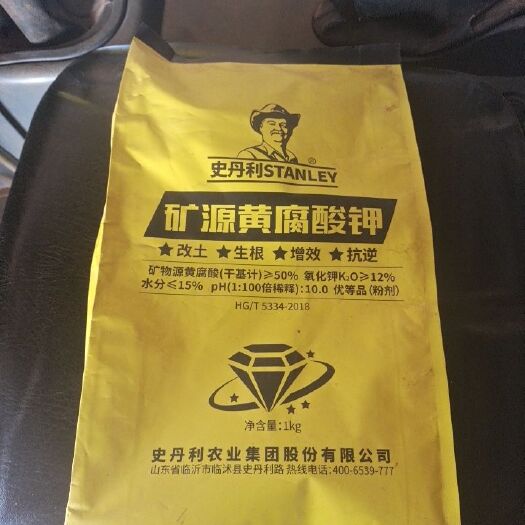 史丹利STANLEY®
矿源黄腐酸钾
★改土 ★生根 ★增效 ★抗逆
矿物源黄腐酸(干基计)≥50% 氧化钾K₂O≥12%
水分≤15% pH(1:100倍稀释):10.0 优等品(粉剂)
HG/T 5334-2018
净含量:1kg
史丹利农业集团股份有限公司
山东省临沂市临沭县史丹利路 热线电话:400-6539-777